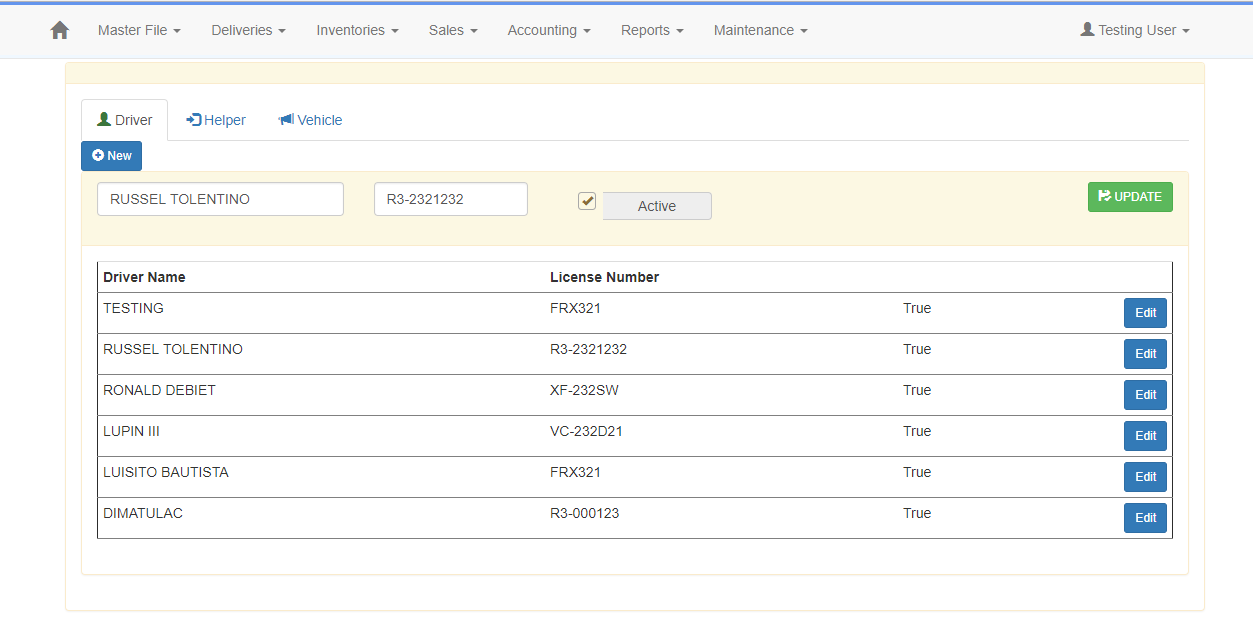 Master File Deliveries Inventories Sales Accounting Reports Maintenance Testing User
Driver Helper Vehicle
New
RUSSEL TOLENTINO R3-2321232 Active UPDATE
Driver Name License Number
TESTING FRX321 True Edit
RUSSEL TOLENTINO R3-2321232 True Edit
RONALD DEBIET XF-232SW True Edit
LUPIN III VC-232D21 True Edit
LUISITO BAUTISTA FRX321 True Edit
DIMATULAC R3-000123 True Edit